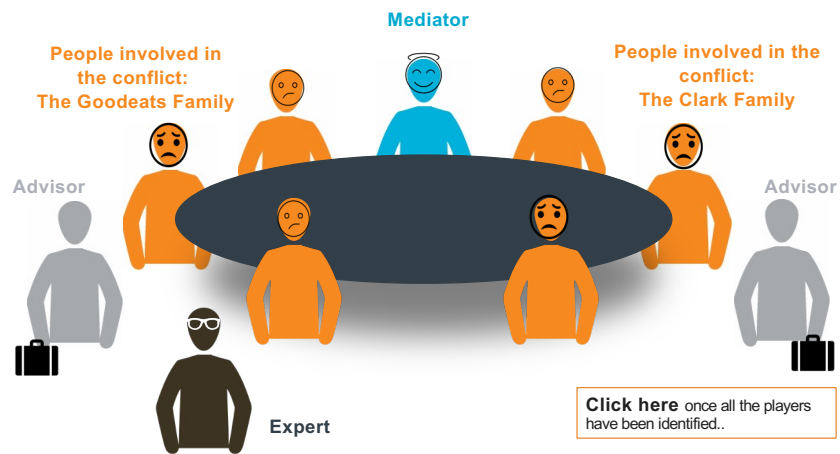 Mediator
People involved in
the conflict:
The Goodeats Family
People involved in the
conflict:
The Clark Family
Advisor
Advisor
Expert
Click here once all the players
have been identified..